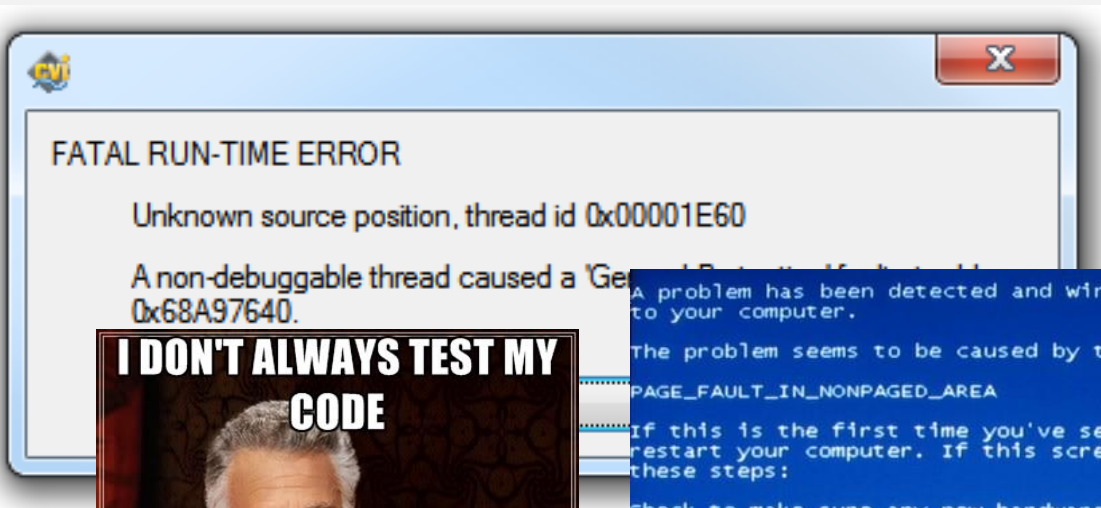 cvi
X
FATAL RUN-TIME ERROR
Unknown source position, thread id 0x00001E60
A non-debuggable thread caused a
0x68A97640.
I DON'T ALWAYS TEST MY
CODE
A problem has been detected and
to your computer.
The problem seems to be caused by
PAGE_FAULT_IN_NONPAGED_AREA
If this is the first time you've
restart your computer. If this
these steps: